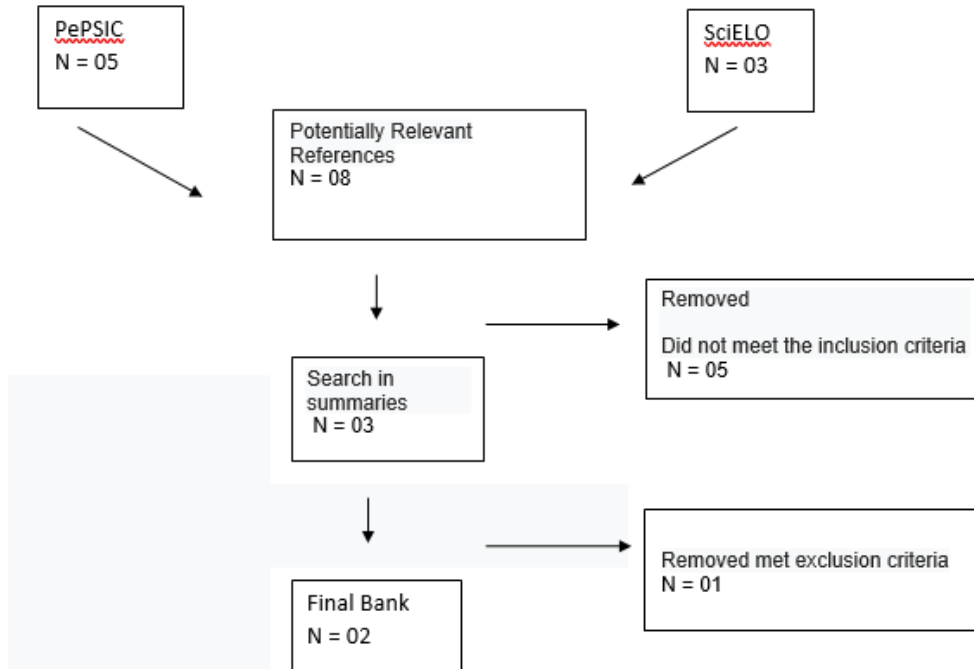 PePSIC
N = 05
SciELO
N = 03
Potentially Relevant
References
N = 08
Removed
Did not meet the inclusion criteria
N = 05
Search in
summaries
N = 03
Removed met exclusion criteria
N = 01
Final Bank
N = 02